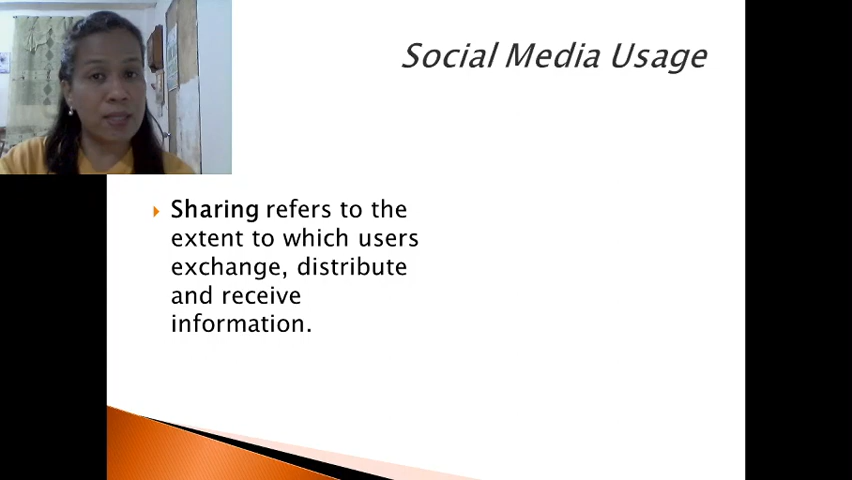 Social Media Usage
Sharing refers to the
extent to which users
exchange, distribute
and receive
information.